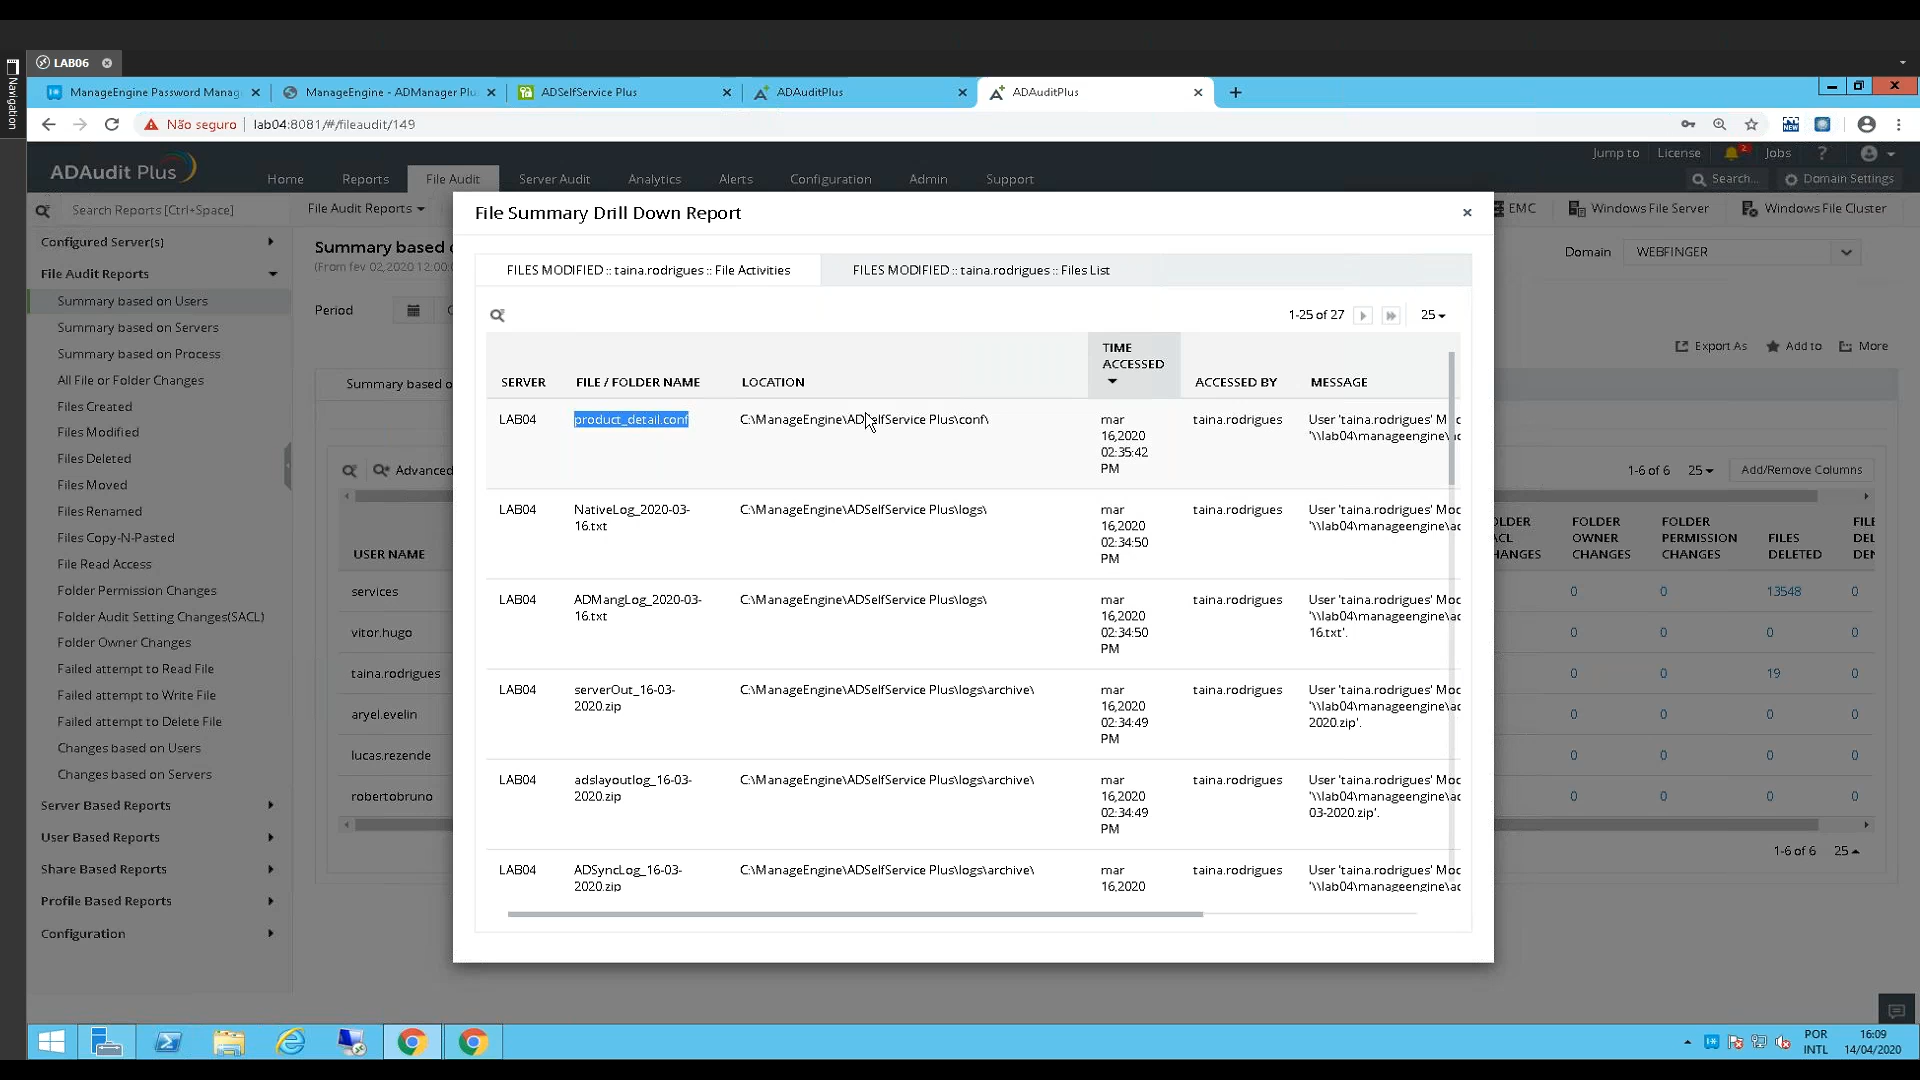 LAB06
Navigation
ManageEngine Password Manag
ManageEngine - ADManager Plu
ADSelfService Plus
ADAuditPlus
ADAuditPlus
Não seguro
lab04:8081/#/fileaudit/149
ADAudit Plus
Home
Reports
File Audit
Server Audit
Analytics
Alerts
Configuration
Admin
Support
Jump to
License
2
Jobs
?
Search...
Domain Settings
Search Reports [Ctrl+Space]
File Audit Reports
EMC
Windows File Server
Windows File Cluster
Configured Server(s)
File Audit Reports
Summary based on Users
Summary based on Servers
Summary based on Process
All File or Folder Changes
Files Created
Files Modified
Files Deleted
Files Moved
Files Renamed
Files Copy-N-Pasted
File Read Access
Folder Permission Changes
Folder Audit Setting Changes(SACL)
Folder Owner Changes
Failed attempt to Read File
Failed attempt to Write File
Failed attempt to Delete File
Changes based on Users
Changes based on Servers
Server Based Reports
User Based Reports
Share Based Reports
Profile Based Reports
Configuration
Summary based o
(From fev 02,2020 12:00:0
Period
Domain
WEBFINGER
Export As
Add to
More
Summary based o
Advanced
1-6 of 6
25
Add/Remove Columns
USER NAME
services
vitor.hugo
taina.rodrigues
aryel.evelin
lucas.rezende
robertobruno
FOLDER OWNER CHANGES
FOLDER PERMISSION CHANGES
FILES DELETED
0 0 13548 0
0 0 0 0
0 0 19 0
0 0 0 0
0 0 0 0
0 0 0 0
1-6 of 6
25
File Summary Drill Down Report
FILES MODIFIED :: taina.rodrigues :: File Activities
FILES MODIFIED :: taina.rodrigues :: Files List
1-25 of 27
25
SERVER
FILE / FOLDER NAME
LOCATION
TIME ACCESSED
ACCESSED BY
MESSAGE
LAB04
product_detail.conf
C:\ManageEngine\ADSelfService Plus\conf\
mar
16,2020
02:35:42
PM
taina.rodrigues
User 'taina.rodrigues' Mod
'\\lab04\manageengine\ac
LAB04
NativeLog_2020-03-
16.txt
C:\ManageEngine\ADSelfService Plus\logs\
mar
16,2020
02:34:50
PM
taina.rodrigues
User 'taina.rodrigues' Mod
'\\lab04\manageengine\ac
LAB04
ADMangLog_2020-03-
16.txt
C:\ManageEngine\ADSelfService Plus\logs\
mar
16,2020
02:34:50
PM
taina.rodrigues
User 'taina.rodrigues' Mod
'\\lab04\manageengine\ac
16.txt'.
LAB04
serverOut_16-03-
2020.zip
C:\ManageEngine\ADSelfService Plus\logs\archive\
mar
16,2020
02:34:49
PM
taina.rodrigues
User 'taina.rodrigues' Mod
'\\lab04\manageengine\ac
2020.zip'.
LAB04
adslayoutlog_16-03-
2020.zip
C:\ManageEngine\ADSelfService Plus\logs\archive\
mar
16,2020
02:34:49
PM
taina.rodrigues
User 'taina.rodrigues' Mod
'\\lab04\manageengine\ac
03-2020.zip'.
LAB04
ADSyncLog_16-03-
2020.zip
C:\ManageEngine\ADSelfService Plus\logs\archive\
mar
16,2020
taina.rodrigues
User 'taina.rodrigues' Mod
'\\lab04\manageengine\ac
POR
INTL
16:09
14/04/2020